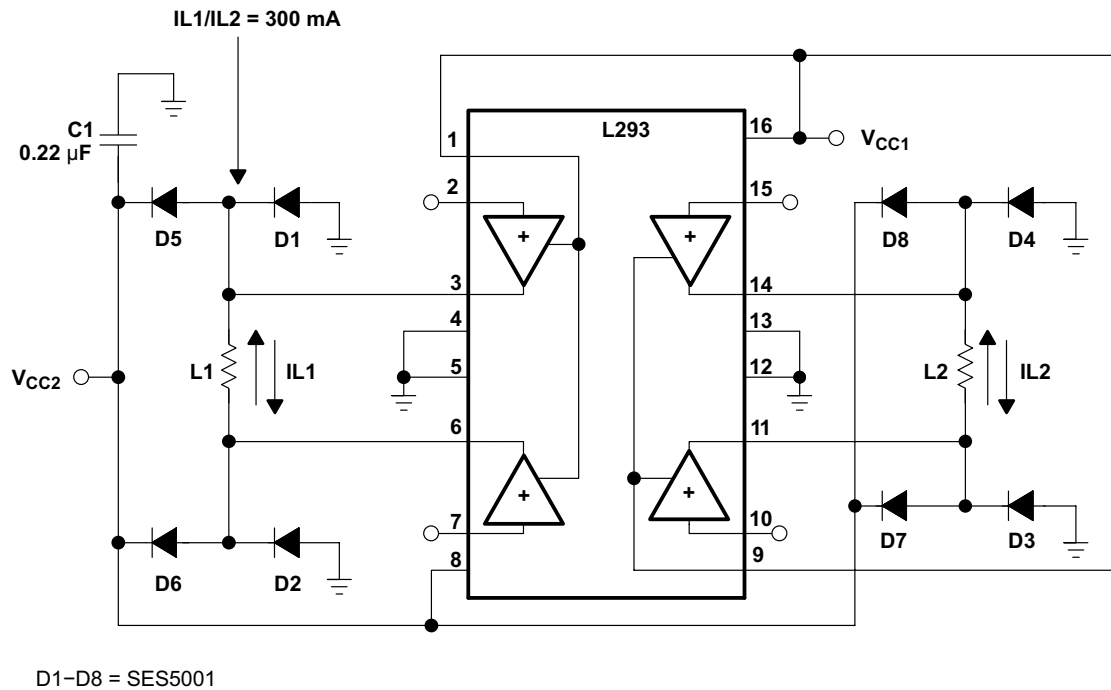 IL1/IL2 = 300 mA
C1
0.22 µF
L293
1
16
VCC1
2
15
D5
D1
D8
D4
+
+
3
14
4
13
VCC2
L1
IL1
5
12
L2
IL2
6
11
+
+
7
10
D6
D2
8
9
D7
D3
D1−D8 = SES5001